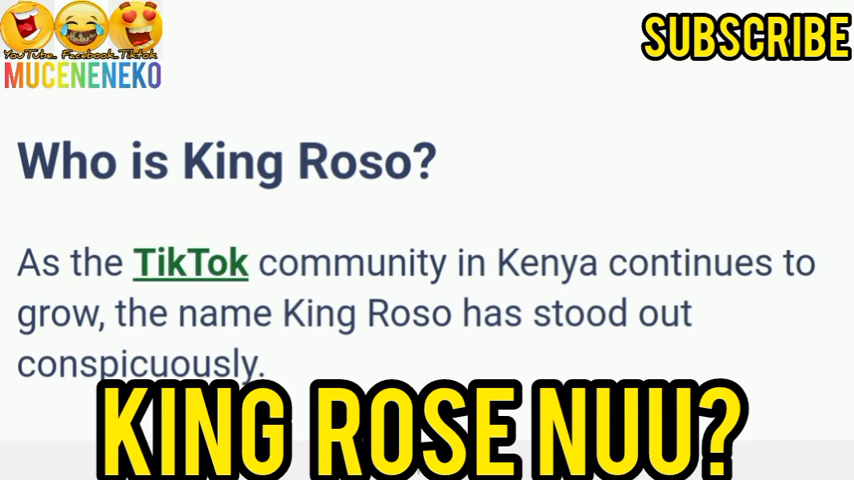 YouTube. Facebook. Tiktok
MUCENENEKO
SUBSCRIBE
Who is King Roso?
As the TikTok community in Kenya continues to
grow, the name King Roso has stood out
conspicuously.
KING ROSE NUU?